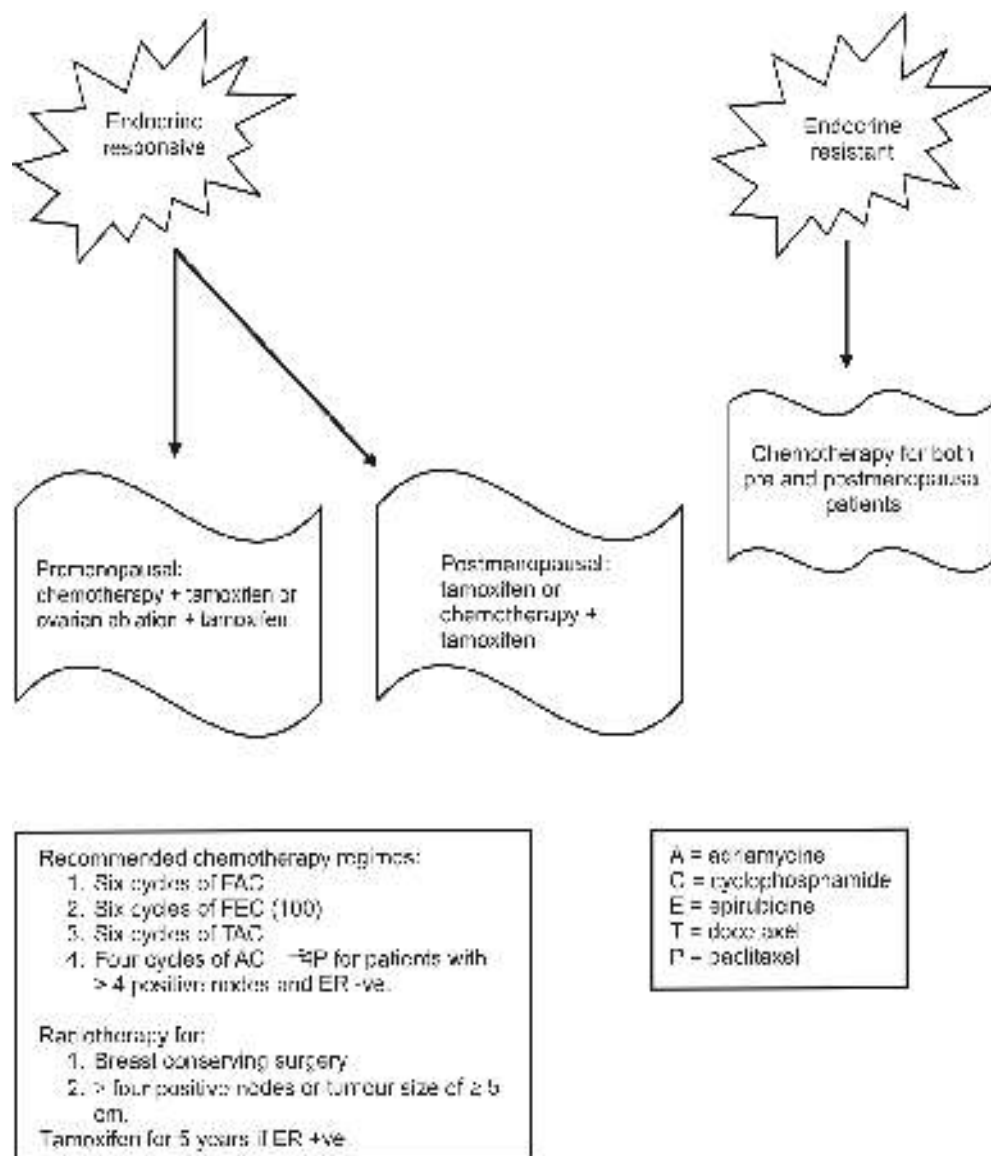 Endocrine
responsive
Endocrine
resistant
Chemotherapy for both
pre and postmenopausa
patients
Premenopausal:
chemotherapy + tamoxifen or
ovarian ablation + tamoxifen
Postmenopausal:
tamoxifen or
chemotherapy +
tamoxifen
Recommended chemotherapy regimes:
1. Six cycles of FAC
2. Six cycles of FEC (100)
3. Six cycles of TAC
4. Four cycles of AC P for patients with
> 4 positive nodes and ER -ve.
Radiotherapy for:
1. Breast conserving surgery
2. > four positive nodes or tumour size of ≥ 5
cm.
Tamoxifen for 5 years if ER +ve
A = adriamycine
C = cyclophosphamide
E = epirubicine
T = docetaxel
P = paclitaxel